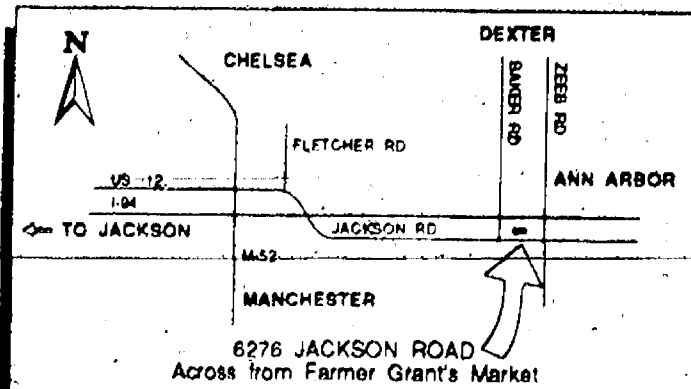 N
DEXTER
CHELSEA
BAKER RD
ZEEB RD
FLETCHER RD
US-12
ANN ARBOR
I-94
TO JACKSON
JACKSON RD
M-52
MANCHESTER
6276 JACKSON ROAD
Across from Farmer Grant's Market